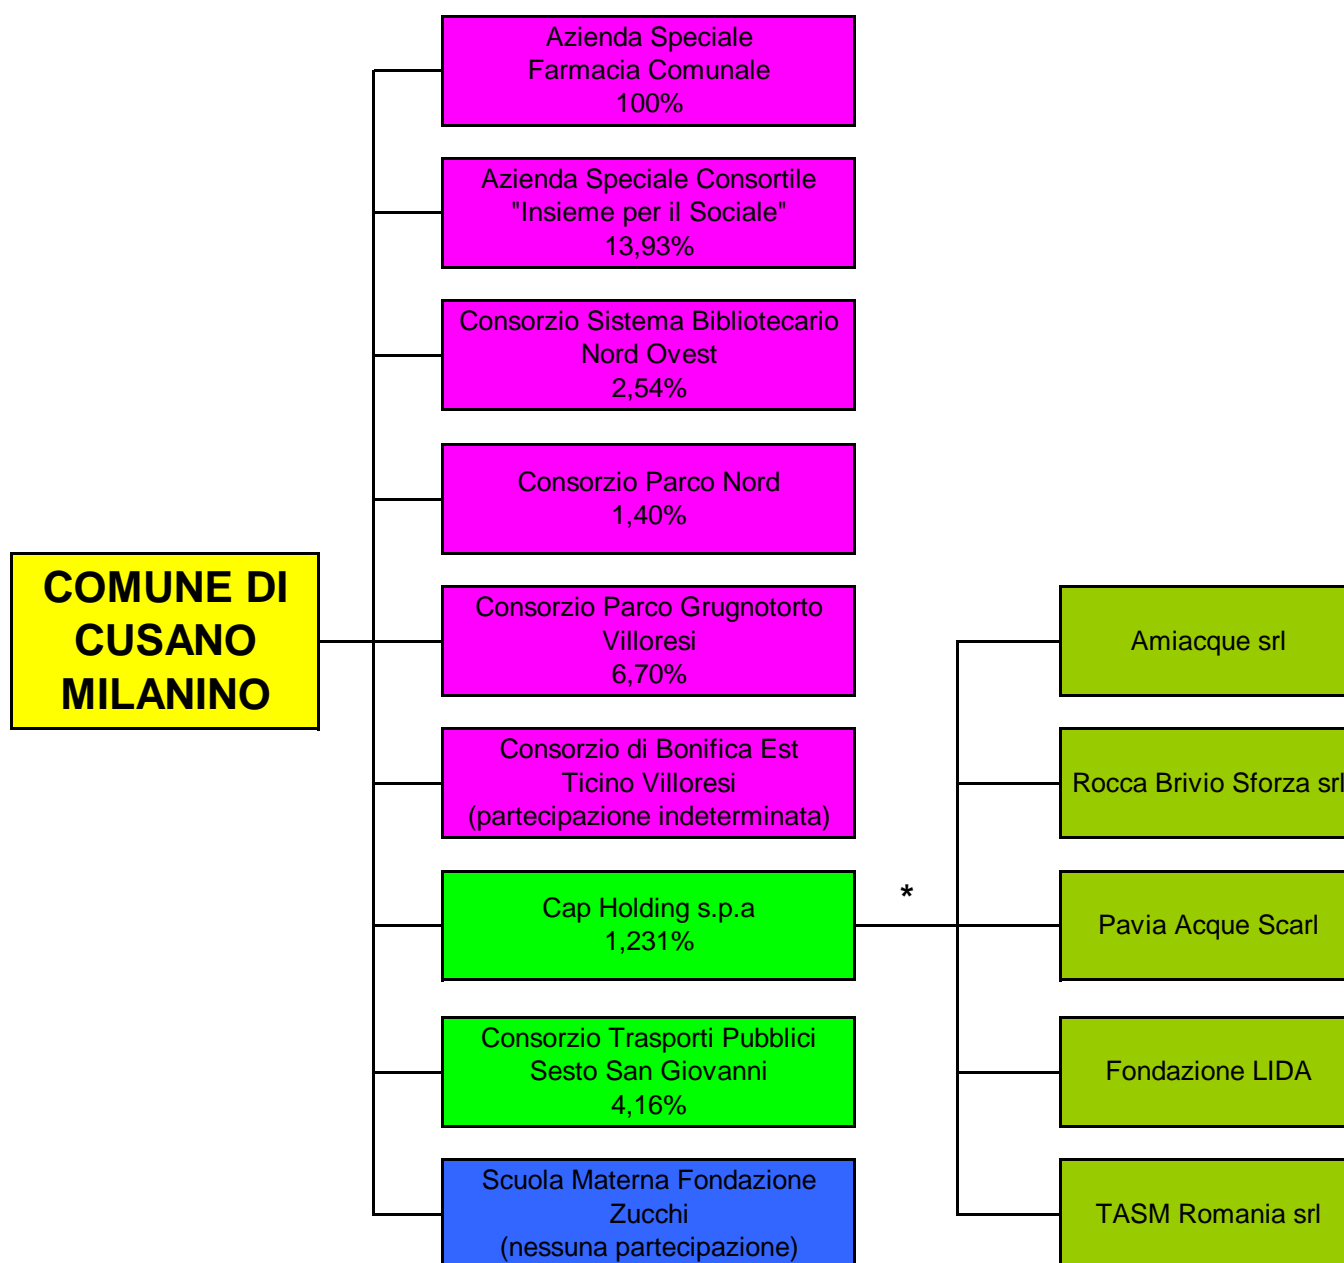 Azienda Speciale
Farmacia Comunale
100%
Azienda Speciale Consortile
"Insieme per il Sociale"
13,93%
Consorzio Sistema Bibliotecario
Nord Ovest
2,54%
Consorzio Parco Nord
1,40%
COMUNE DI
CUSANO
MILANINO
Consorzio Parco Grugnotorto
Villoresi
6,70%
Consorzio di Bonifica Est
Ticino Villoresi
(partecipazione indeterminata)
Cap Holding s.p.a
1,231%
*
Consorzio Trasporti Pubblici
Sesto San Giovanni
4,16%
Scuola Materna Fondazione
Zucchi
(nessuna partecipazione)
Amiacque srl
Rocca Brivio Sforza srl
Pavia Acque Scarl
Fondazione LIDA
TASM Romania srl